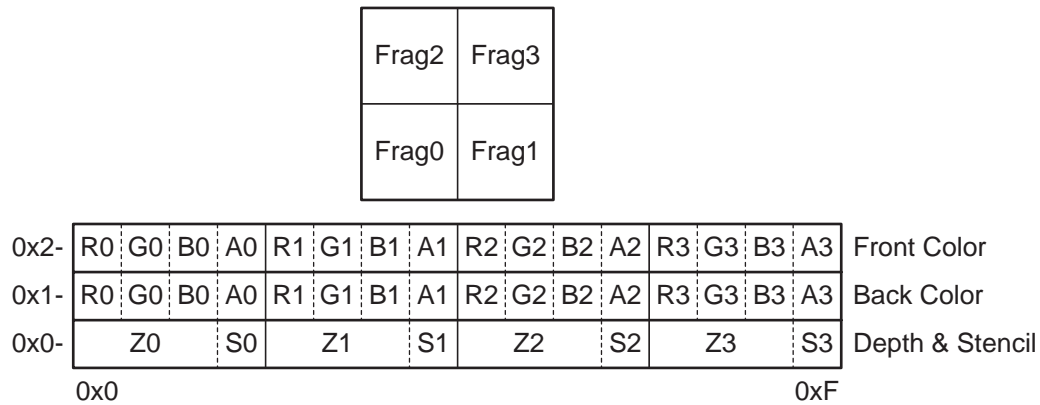 Frag2 Frag3
Frag0 Frag1
0x2- R0 G0 B0 A0 R1 G1 B1 A1 R2 G2 B2 A2 R3 G3 B3 A3 Front Color
0x1- R0 G0 B0 A0 R1 G1 B1 A1 R2 G2 B2 A2 R3 G3 B3 A3 Back Color
0x0- Z0 S0 Z1 S1 Z2 S2 Z3 S3 Depth & Stencil
0x0 0xF